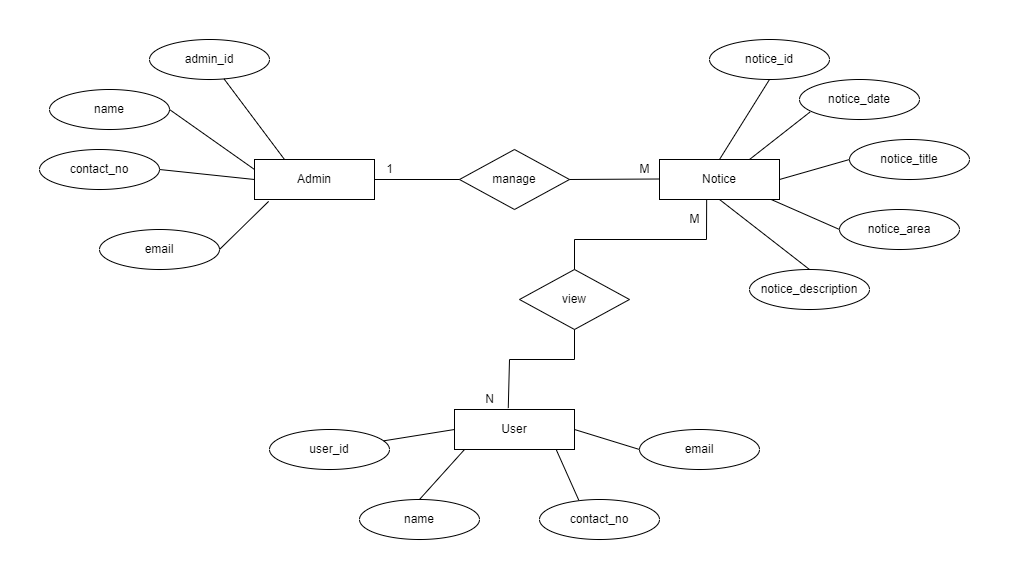 admin_id
notice_id
name
notice_date
contact_no
notice_title
Admin
1
manage
M
Notice
M
email
notice_area
view
notice_description
N
User
user_id
email
name
contact_no